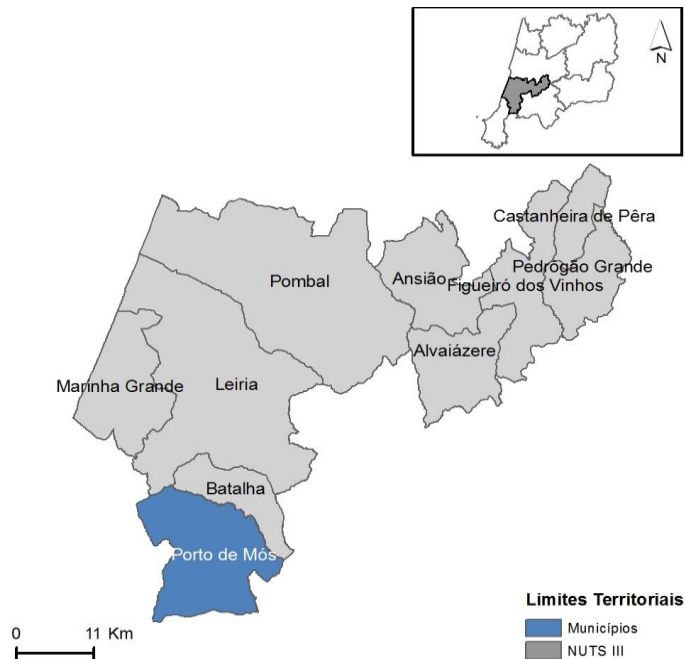 N
Castanheira de Pêra
Pedrogão Grande
Pombal
Ansião
Figueiró dos Vinhos
Alvaiázere
Marinha Grande
Leiria
Batalha
Porto de Mós
Limites Territoriais
0 11 Km
Municípios
NUTS III